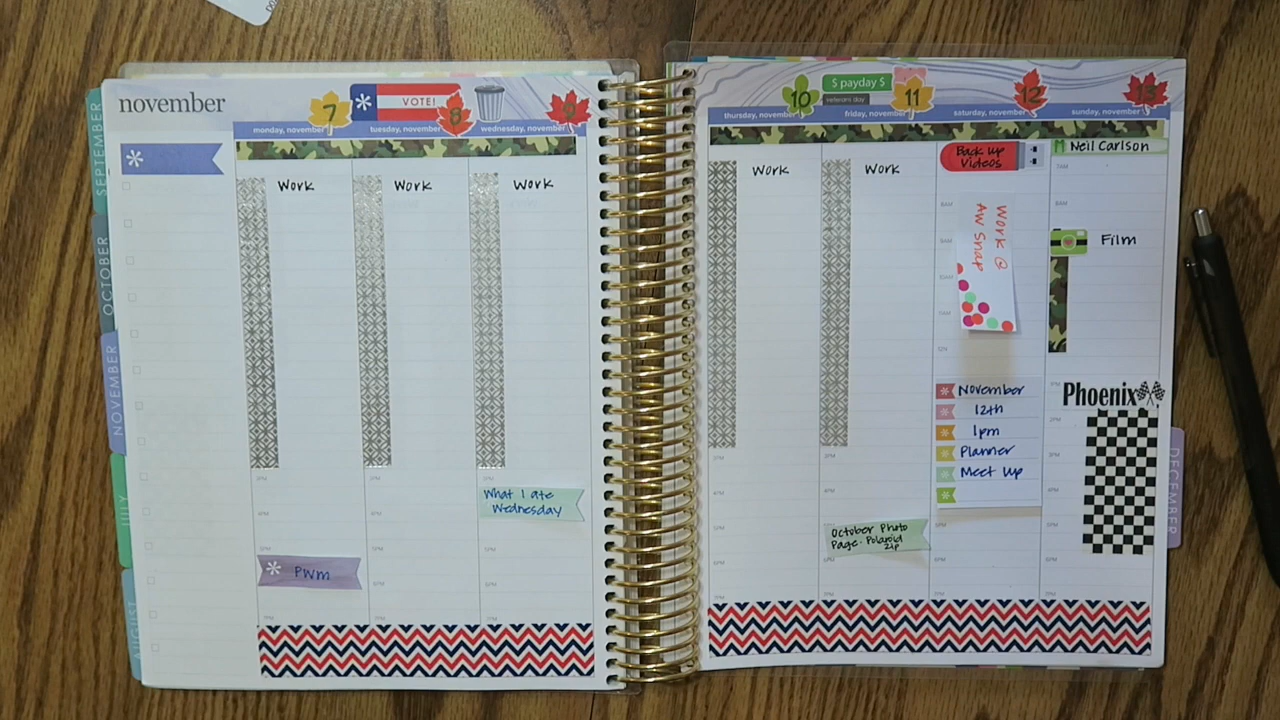 november
SEPTEMBER
OCTOBER
NOVEMBER
JULY
AUGUST
DECEMBER
7
VOTE!
8
9
monday, november
tuesday, november
wednesday, november
Work
Work
Work
What I ate
Wednesday
PWM
10
$ payday $
veterans day
11
12
13
thursday, november
friday, november
saturday, november
sunday, november
Work
Work
Back up
Videos
Work @
AW Snap
November
12th
1pm
Planner
Meet Up
October Photo
Page: Polaroid
Zip
Neil Carlson
Film
Phoenix